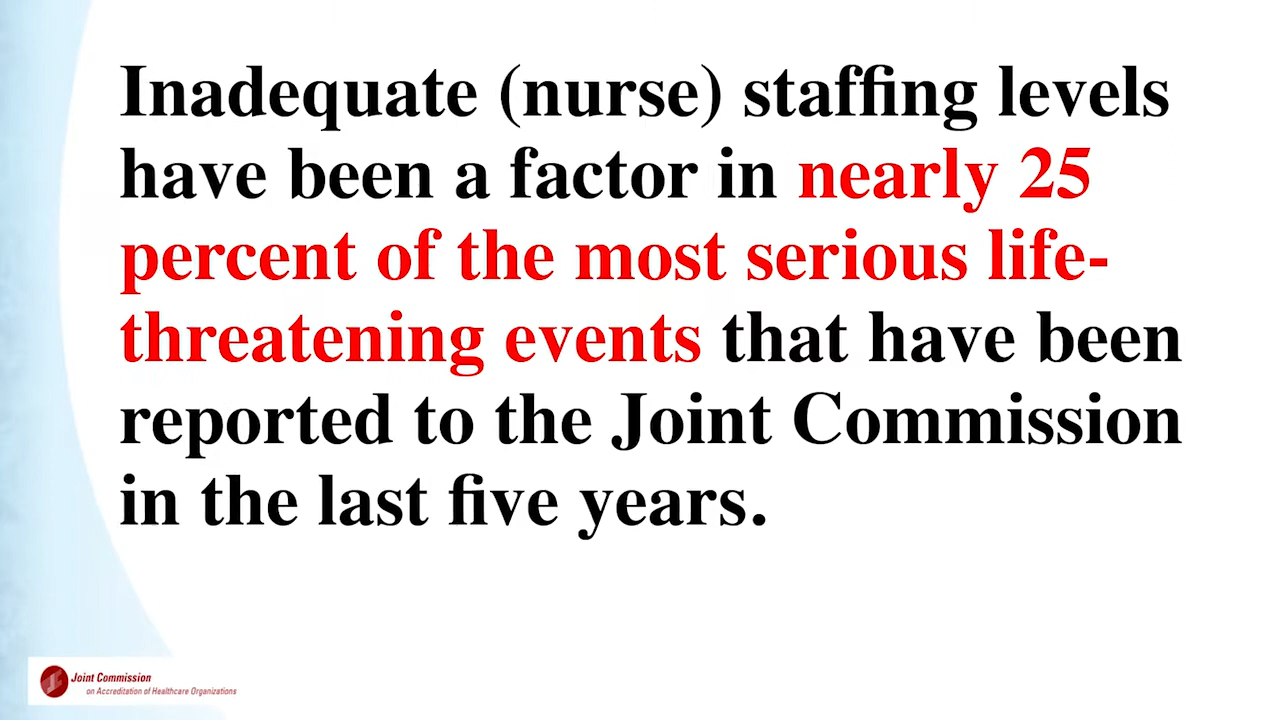 Inadequate (nurse) staffing levels
have been a factor in nearly 25
percent of the most serious life-
threatening events that have been
reported to the Joint Commission
in the last five years.
Joint Commission
on Accreditation of Healthcare Organizations